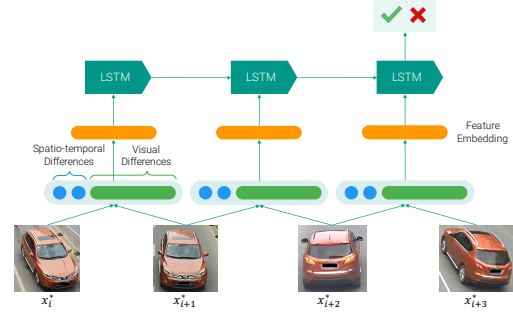 LSTM
LSTM
LSTM
Feature
Embedding
Spatio-temporal
Differences
Visual
Differences
x*i
x*i+1
x*i+2
x*i+3